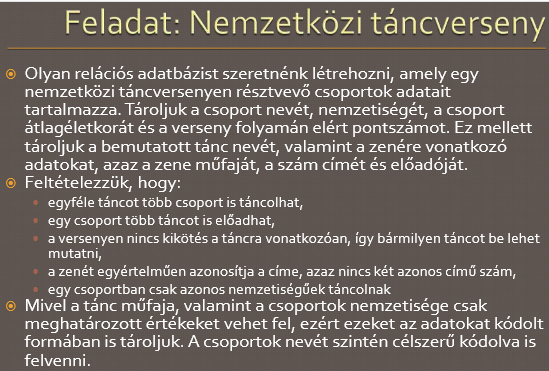 Feladat: Nemzetközi táncverseny
Olyan relációs adatbázist szeretnénk létrehozni, amely egy
nemzetközi táncversenyen résztvevő csoportok adatait
tartalmazza. Tároljuk a csoport nevét, nemzetiségét, a csoport
átlagéletkorát és a verseny folyamán elért pontszámot. Ez mellett
tároljuk a bemutatott tánc nevét, valamint a zenére vonatkozó
adatokat, azaz a zene műfaját, a szám címét és előadóját.
Feltételezzük, hogy:
egyféle táncot több csoport is táncolhat,
egy csoport több táncot is előadhat,
a versenyen nincs kikötés a táncra vonatkozóan, így bármilyen táncot be lehet
mutatni,
a zenét egyértelműen azonosítja a címe, azaz nincs két azonos című szám,
egy csoportban csak azonos nemzetiségűek táncolnak
Mivel a tánc műfaja, valamint a csoportok nemzetisége csak
meghatározott értékeket vehet fel, ezért ezeket az adatokat kódolt
formában is tároljuk. A csoportok nevét szintén célszerű kódolva is
felvenni.